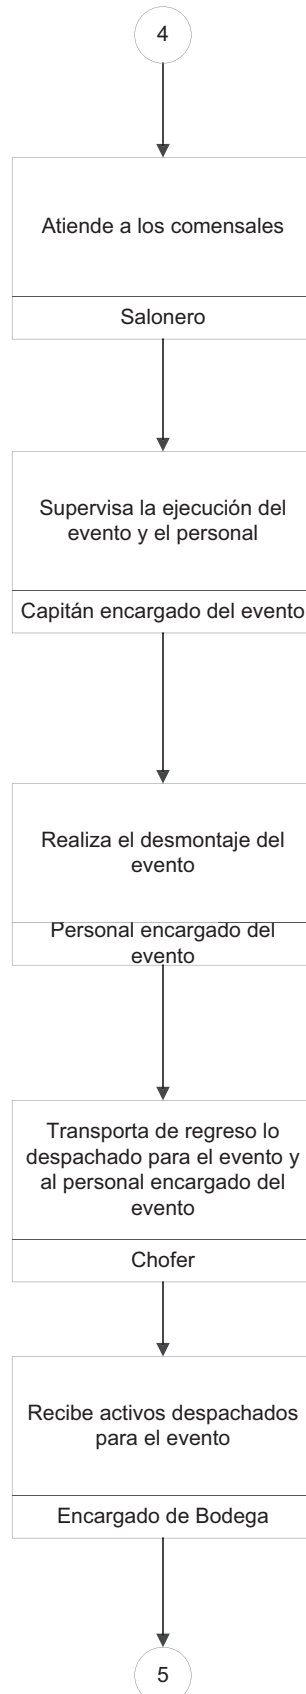 4
Atiende a los comensales
Salonero
Supervisa la ejecución del
evento y el personal
Capitán encargado del evento
Realiza el desmontaje del
evento
Personal encargado del
evento
Transporta de regreso lo
despachado para el evento y
al personal encargado del
evento
Chofer
Recibe activos despachados
para el evento
Encargado de Bodega
5